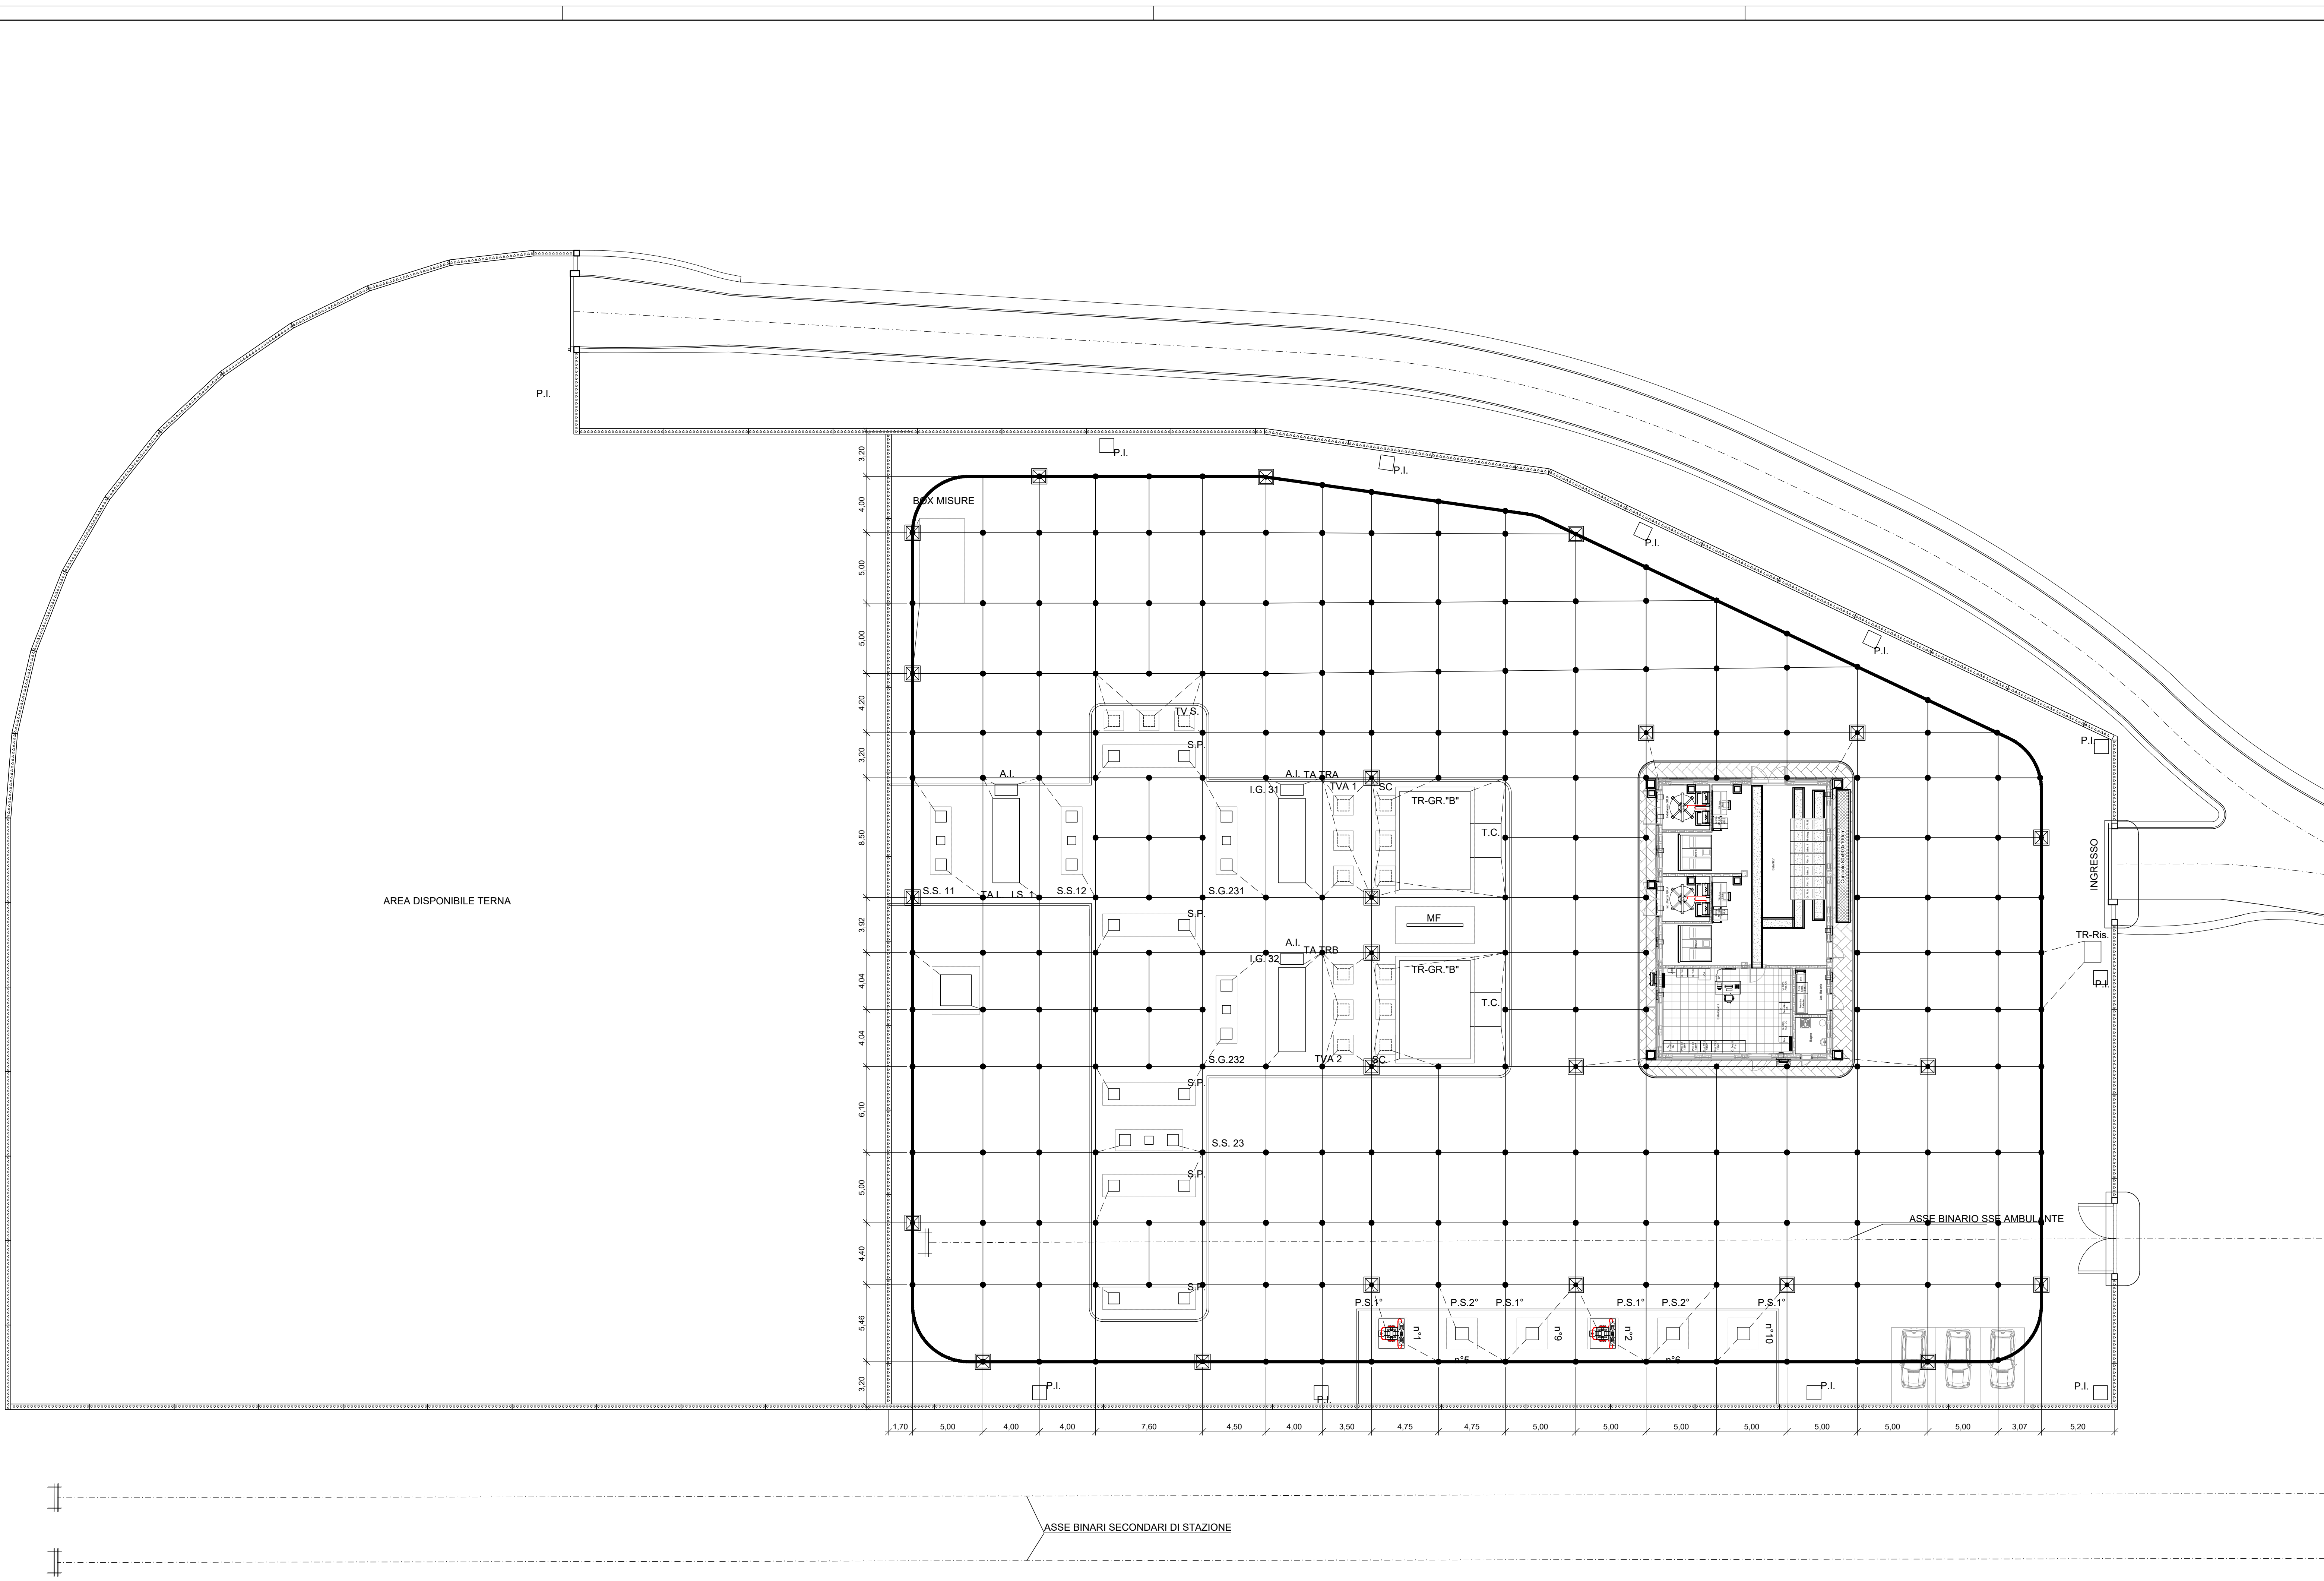 P.I.
3.20
P.I.
P.I.
4.00
BOX MISURE
P.I.
5.00
5.00
P.I.
4.20
TV S.
P.I.
3.20
S.P.
A.I.
A.I.
TA TRA
I.G. 31
TVA 1
SC
TR-GR."B"
T.C.
8.50
INGRESSO
S.S. 11
TA L.
I.S. 1
S.S.12
S.G.231
AREA DISPONIBILE TERNA
3.92
S.P.
MF
TR-Ris.
A.I.
TA TRB
I.G. 32
TR-GR."B"
P.I.
4.04
T.C.
4.04
S.G.232
TVA 2
SC
S.P.
6.10
S.S. 23
5.00
S.P.
ASSE BINARIO SSE AMBULANTE
4.40
S.P.
P.S.1°
P.S.2°
P.S.1°
P.S.1°
P.S.2°
P.S.1°
5.46
n°1
n°9
n°2
n°10
n°5
n°6
3.20
P.I.
P.I.
P.I.
P.I.
1,70
5,00
4,00
4,00
7,60
4,50
4,00
3,50
4,75
4,75
5,00
5,00
5,00
5,00
5,00
5,00
5,00
3,07
5,20
ASSE BINARI SECONDARI DI STAZIONE